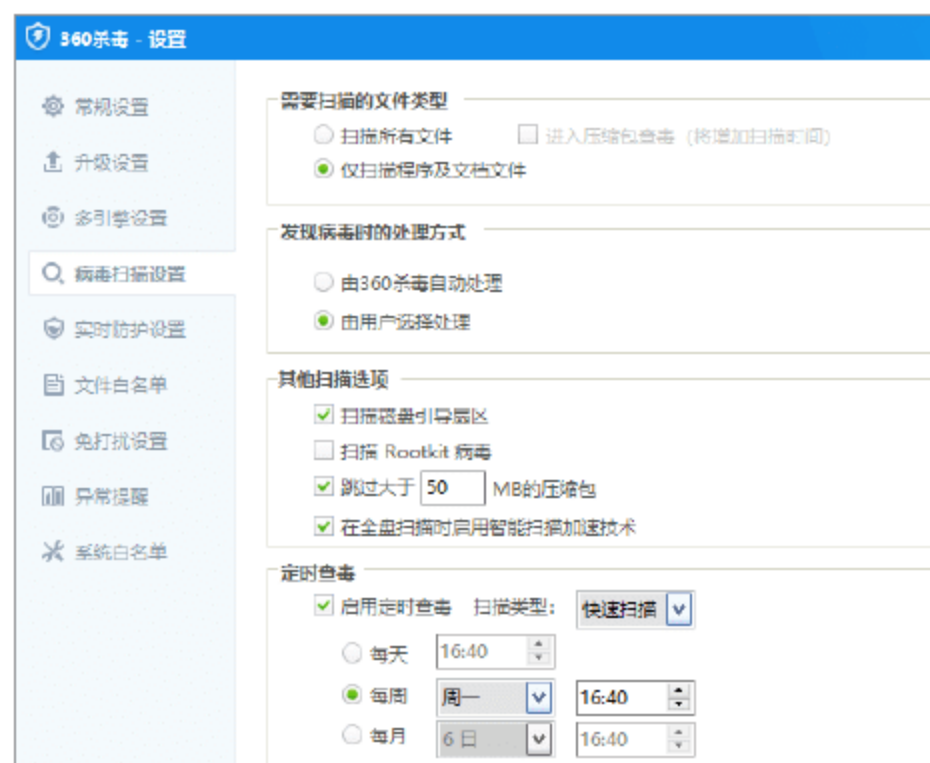 360杀毒 - 设置
常规设置
升级设置
多引擎设置
病毒扫描设置
实时防护设置
文件白名单
免打扰设置
异常提醒
系统白名单
需要扫描的文件类型
扫描所有文件 进入压缩包查毒 (将增加扫描时间)
仅扫描程序及文档文件
发现病毒时的处理方式
由360杀毒自动处理
由用户选择处理
其他扫描选项
扫描磁盘引导扇区
扫描 Rootkit 病毒
跳过大于 50 MB的压缩包
在全盘扫描时启用智能扫描加速技术
定时查毒
启用定时查毒 扫描类型: 快速扫描
每天 16:40
每周 周一 16:40
每月 6日 16:40